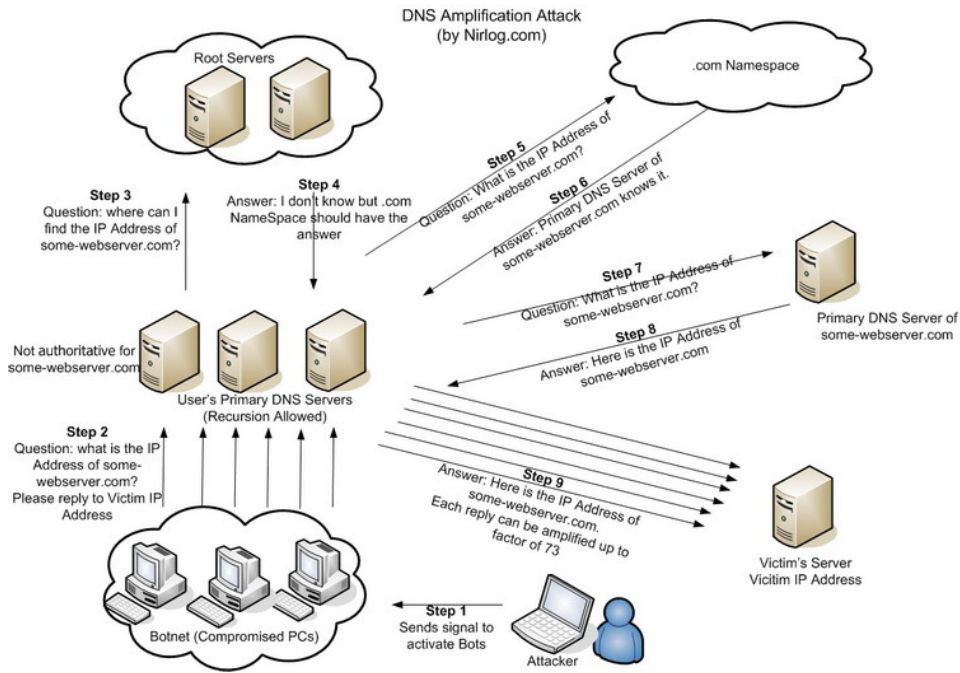 DNS Amplification Attack
(by Nirlog.com)
Root Servers
.com Namespace
Step 3
Question: where can I
find the IP Address of
some-webserver.com?
Step 4
Answer: I don't know but .com
NameSpace should have the
answer
Step 5
Question: What is the IP Address of
some-webserver.com?
Step 6
Answer: Primary DNS Server of
some-webserver.com knows it.
Step 7
Question: What is the IP Address of
some-webserver.com?
Step 8
Answer: Here is the IP Address of
some-webserver.com
Primary DNS Server of
some-webserver.com
Not authoritative for
some-webserver.com
User's Primary DNS Servers
(Recursion Allowed)
Step 2
Question: what is the IP
Address of some-
webserver.com?
Please reply to Victim IP
Address
Step 9
Answer: Here is the IP Address of
some-webserver.com.
Each reply can be amplified up to
factor of 73
Victim's Server
Vicitim IP Address
Botnet (Compromised PCs)
Step 1
Sends signal to
activate Bots
Attacker